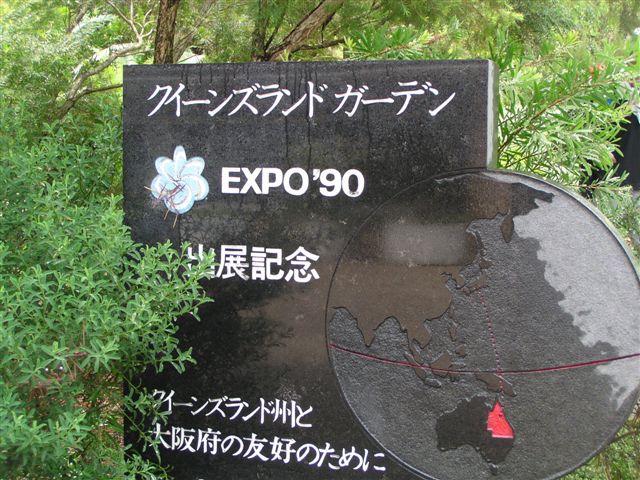 クイーンズランド ガーデン
EXPO'90
出展記念
クイーンズランド州と
大阪府の友好のために